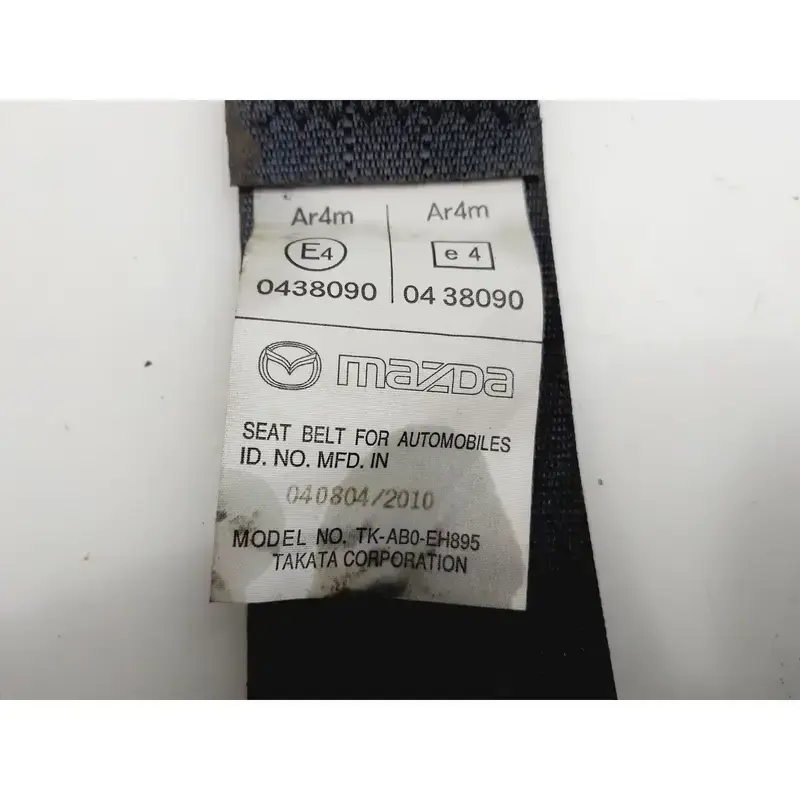 Ar4m Ar4m
E4 e 4
0438090 04 38090
mazda
SEAT BELT FOR AUTOMOBILES
ID. NO. MFD. IN
040804/2010
MODEL NO. TK-AB0-EH895
TAKATA CORPORATION